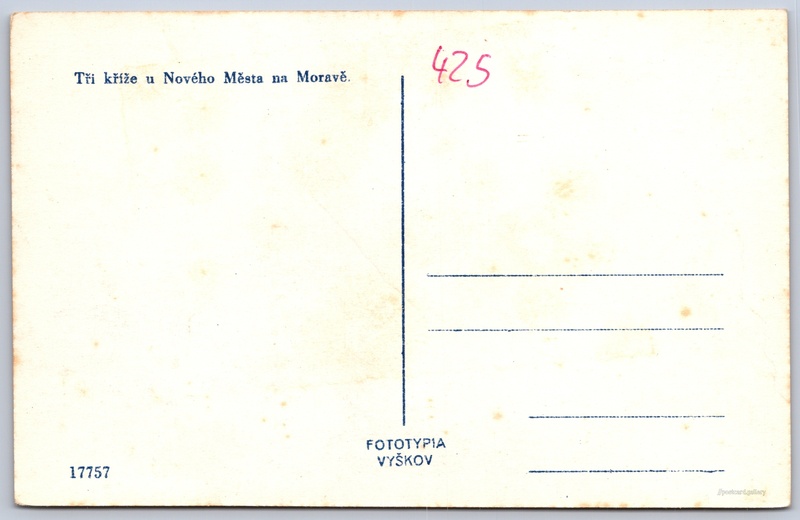 Tři kříže u Nového Města na Moravě.
425
FOTOTYPIA
VYŠKOV
17757